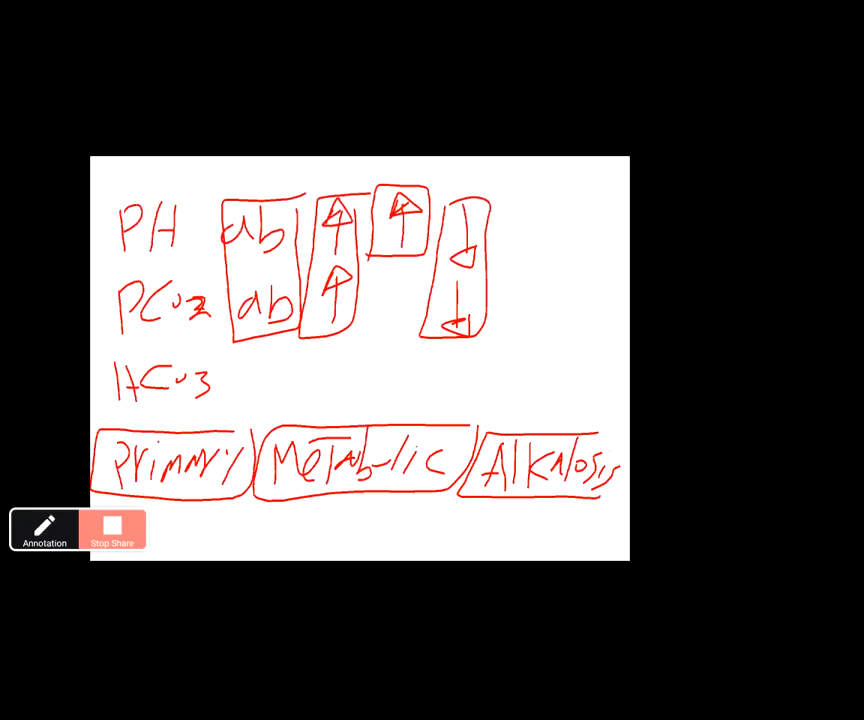 PH ab ↑ ↑ ↓
PCO2 ab ↑ ↓
HCO3
Primary Metabolic Alkalosis
Annotation Stop Share